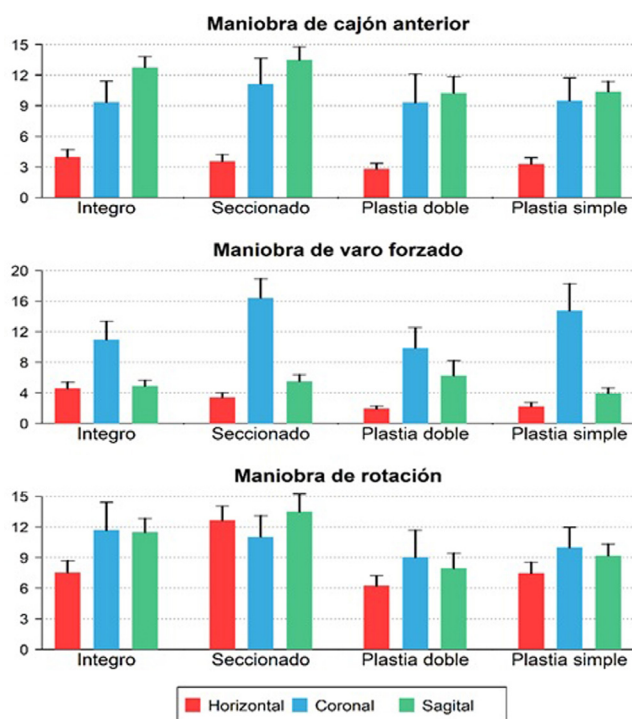 Maniobra de cajón anterior
15
12
9
6
3
0
Integro Seccionado Plastia doble Plastia simple
Maniobra de varo forzado
20
16
12
8
4
0
Integro Seccionado Plastia doble Plastia simple
Maniobra de rotación
15
12
9
6
3
0
Integro Seccionado Plastia doble Plastia simple
Horizontal Coronal Sagital